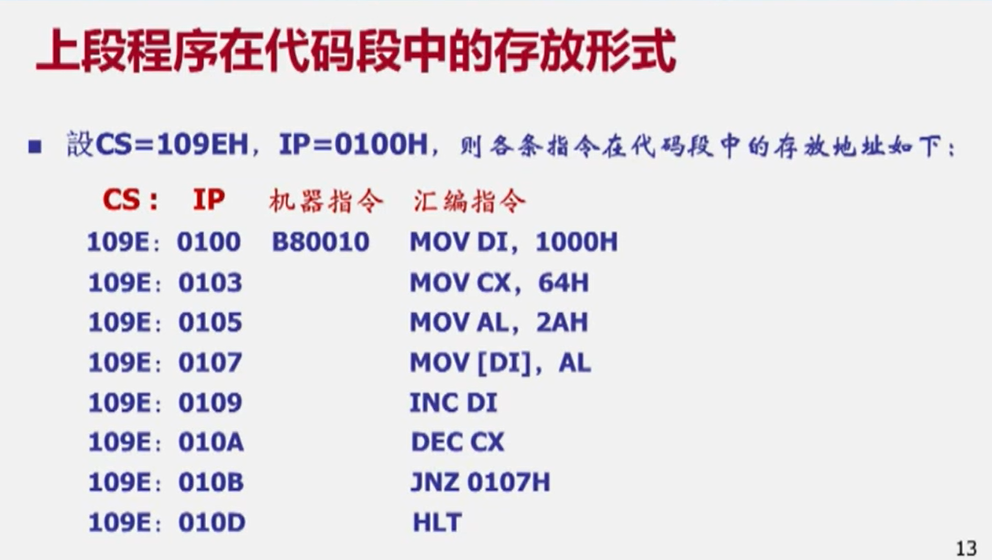 上段程序在代码段中的存放形式
■ 設CS=109EH，IP=0100H，则各条指令在代码段中的存放地址如下：
CS： IP 机器指令 汇编指令
109E：0100 B80010 MOV DI，1000H
109E：0103 MOV CX，64H
109E：0105 MOV AL，2AH
109E：0107 MOV [DI]，AL
109E：0109 INC DI
109E：010A DEC CX
109E：010B JNZ 0107H
109E：010D HLT
13